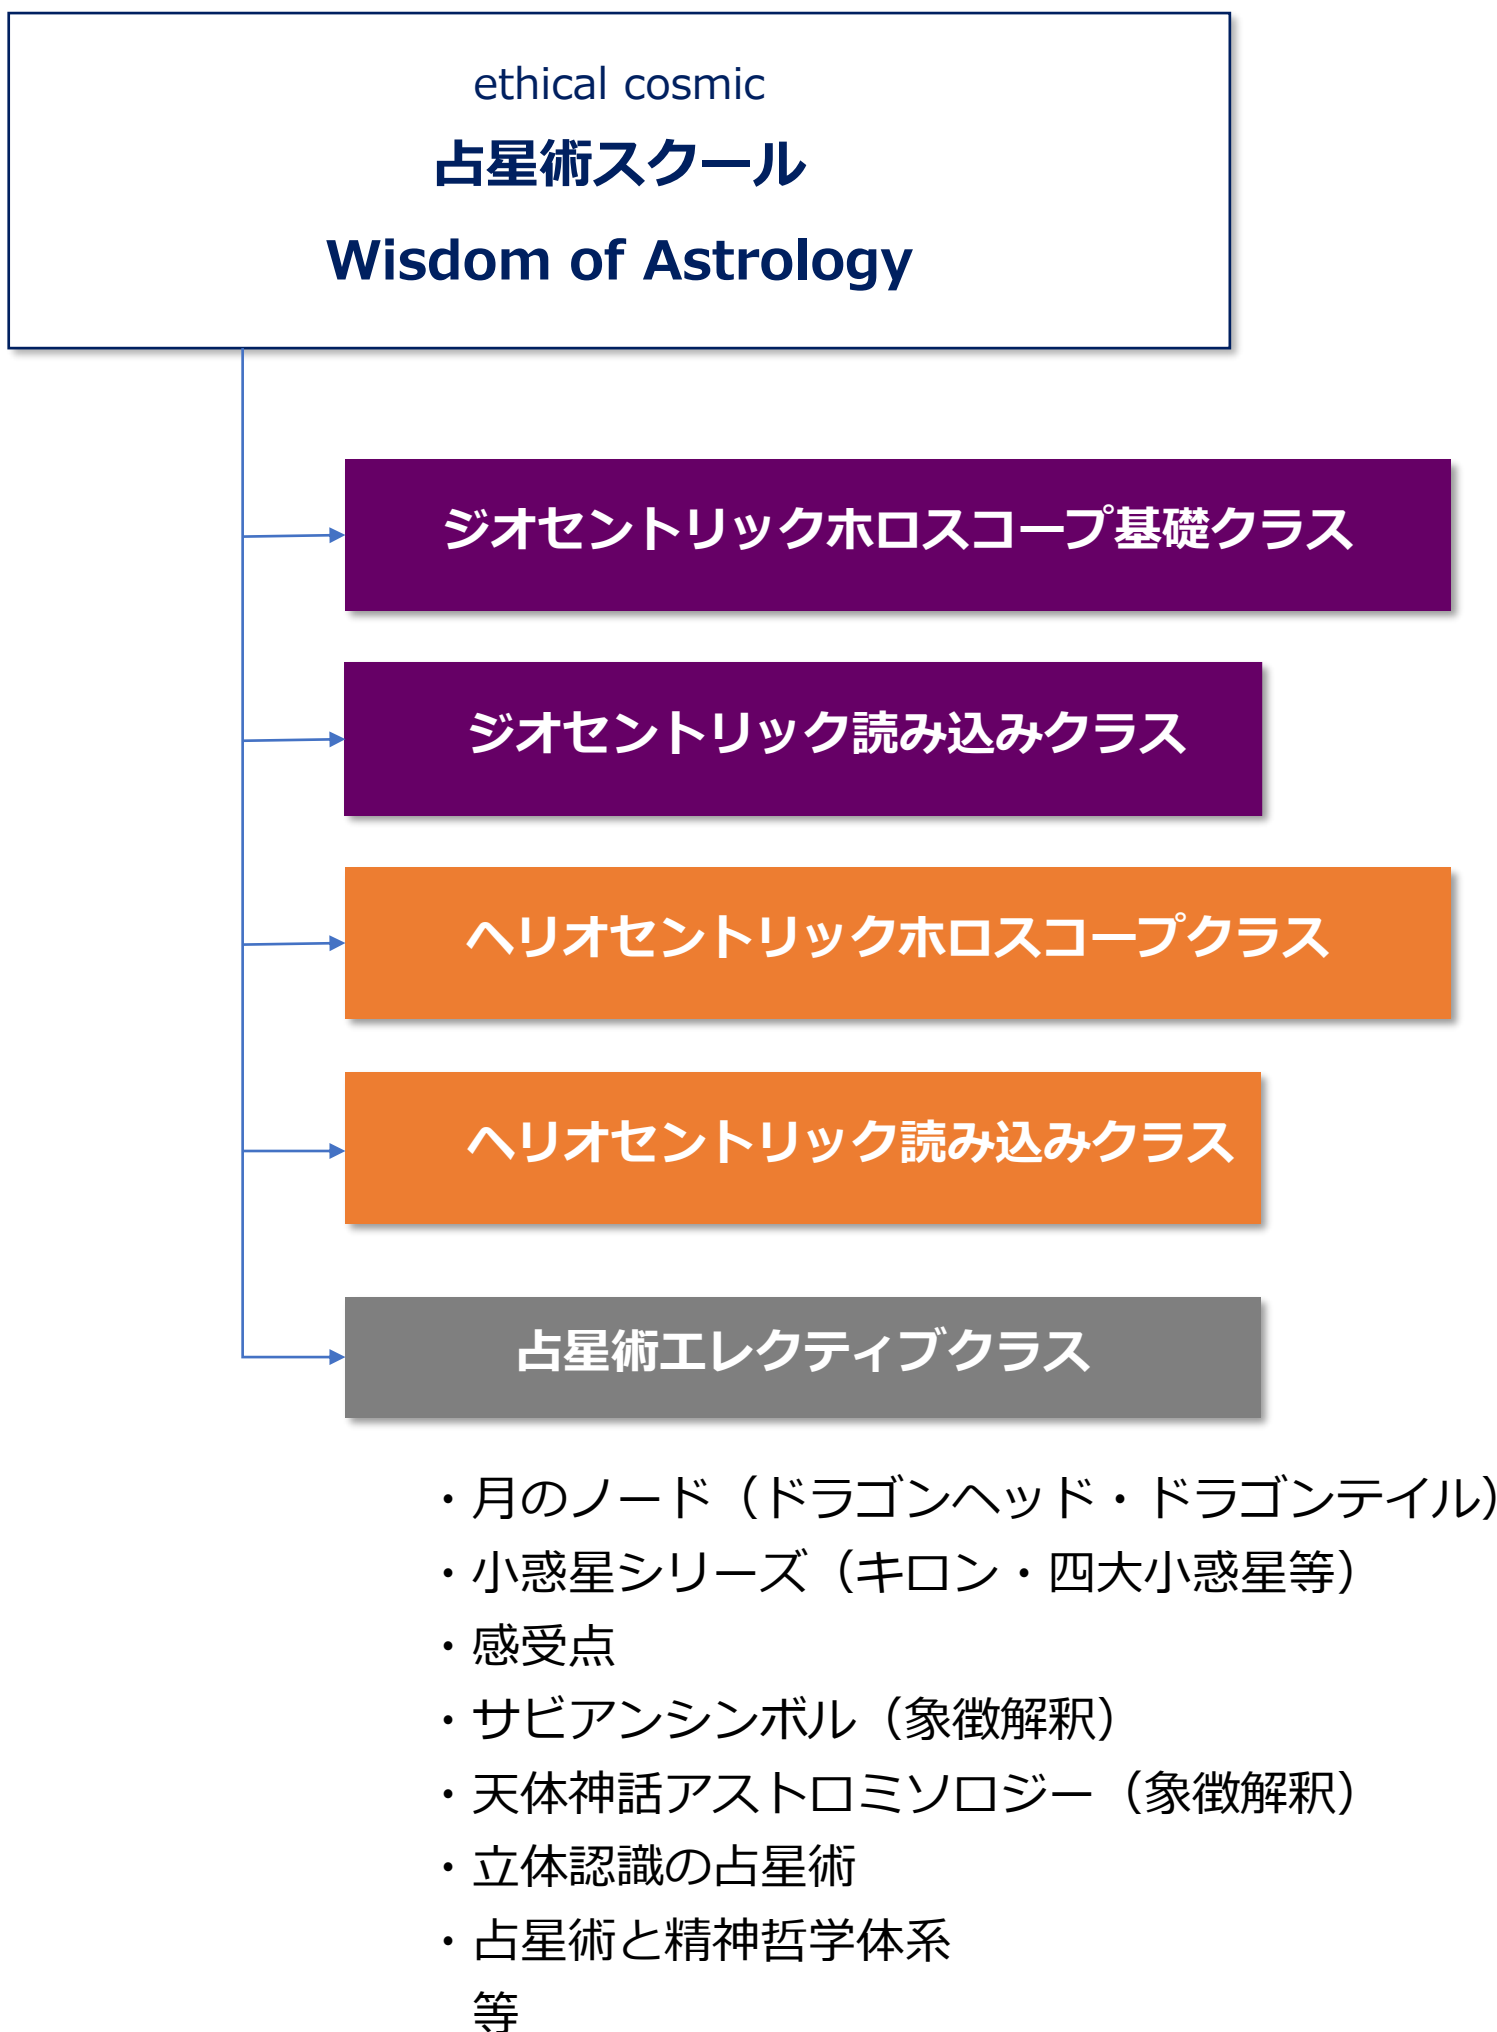 ethical cosmic
占星術スクール
Wisdom of Astrology
ジオセントリックホロスコープ基礎クラス
ジオセントリック読み込みクラス
ヘリオセントリックホロスコープクラス
ヘリオセントリック読み込みクラス
占星術エレクティブクラス
・月のノード（ドラゴンヘッド・ドラゴンテイル）
・小惑星シリーズ（キロン・四大小惑星等）
・感受点
・サビアンシンボル（象徴解釈）
・天体神話アストロミソロジー（象徴解釈）
・立体認識の占星術
・占星術と精神哲学体系
等